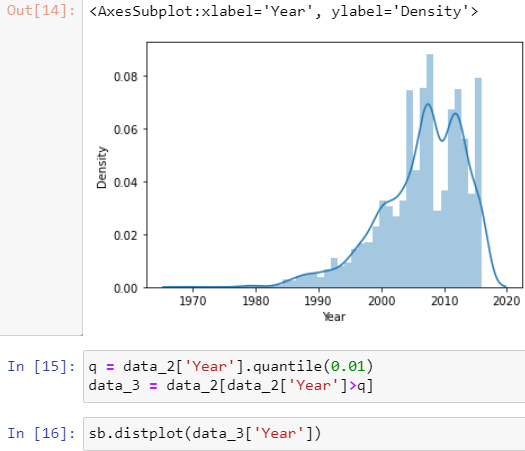 Out[14]: <AxesSubplot:xlabel='Year', ylabel='Density'>
0.08
0.06
0.04
0.02
0.00
Density
1970 1980 1990 2000 2010 2020
Year
In [15]: q = data_2['Year'].quantile(0.01)
data_3 = data_2[data_2['Year']>q]
In [16]: sb.distplot(data_3['Year'])